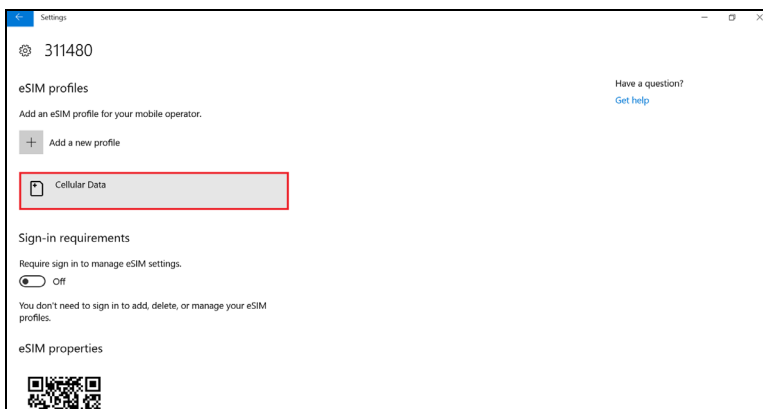 Settings
311480
eSIM profiles
Have a question?
Get help
Add an eSIM profile for your mobile operator.
Add a new profile
Cellular Data
Sign-in requirements
Require sign in to manage eSIM settings.
Off
You don't need to sign in to add, delete, or manage your eSIM
profiles.
eSIM properties